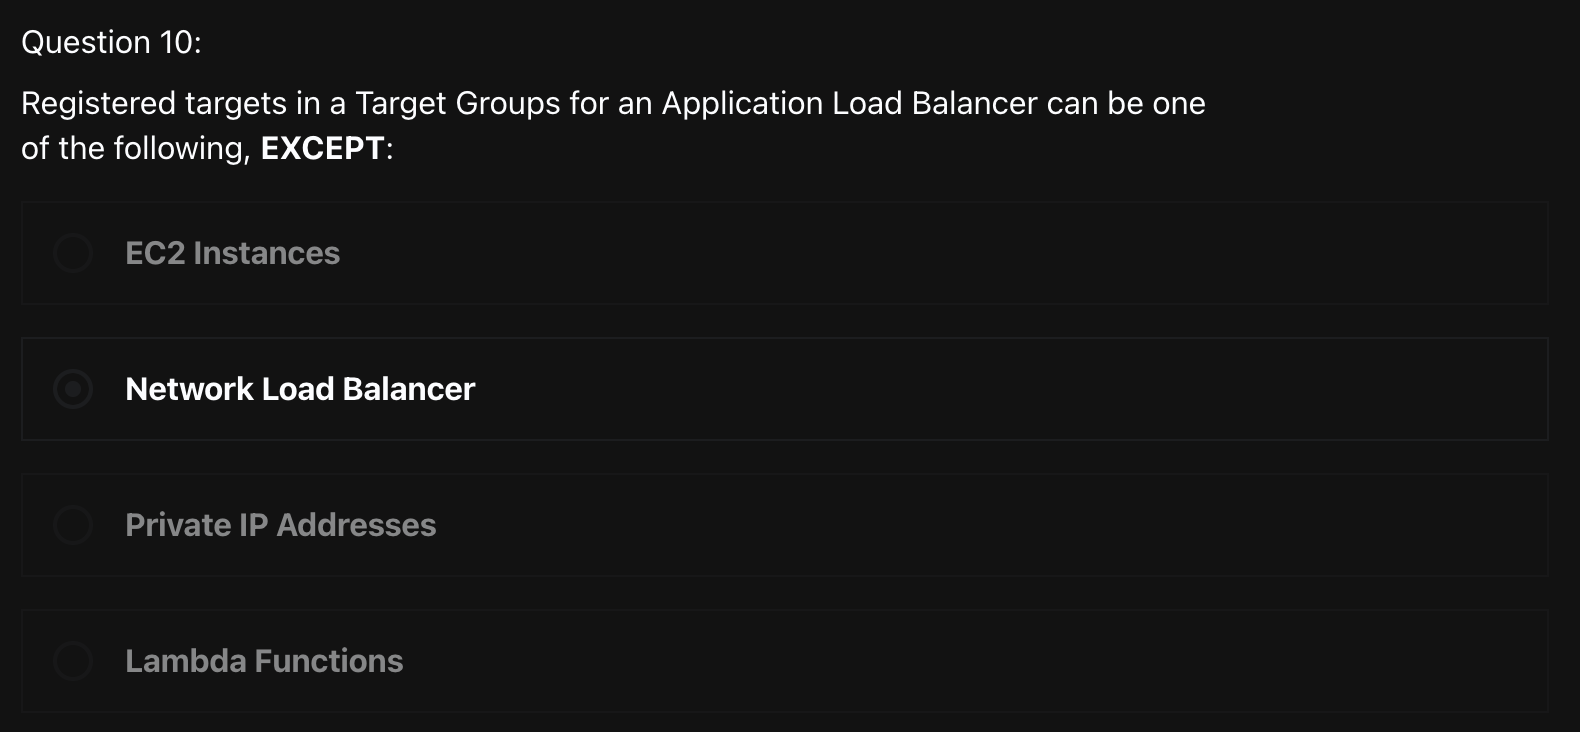 Question 10:
Registered targets in a Target Groups for an Application Load Balancer can be one
of the following, EXCEPT:
EC2 Instances
Network Load Balancer
Private IP Addresses
Lambda Functions